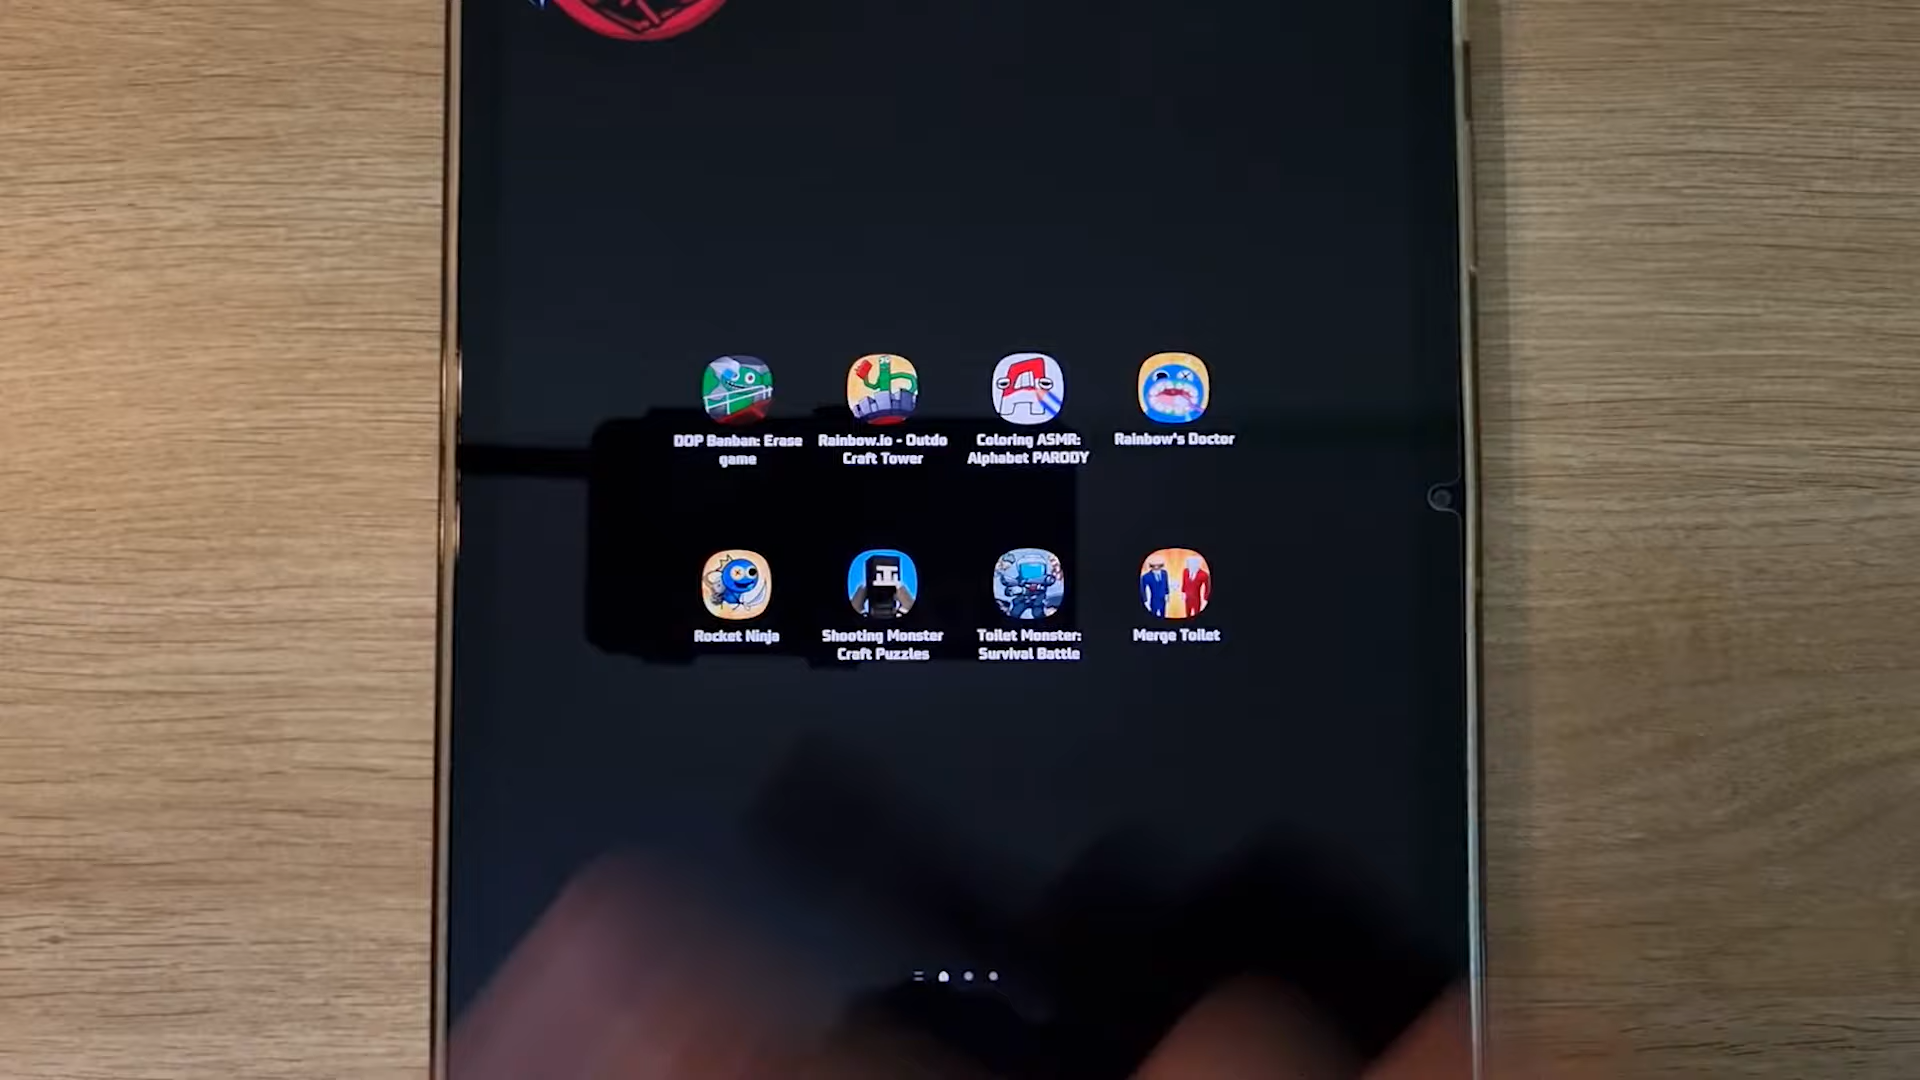 DOP Banban: Erase
game
Rainbow.io - Outdo
Craft Tower
Coloring ASMR:
Alphabet PARODY
Rainbow's Doctor
Rocket Ninja
Shooting Monster
Craft Puzzles
Toilet Monster:
Survival Battle
Merge Toilet